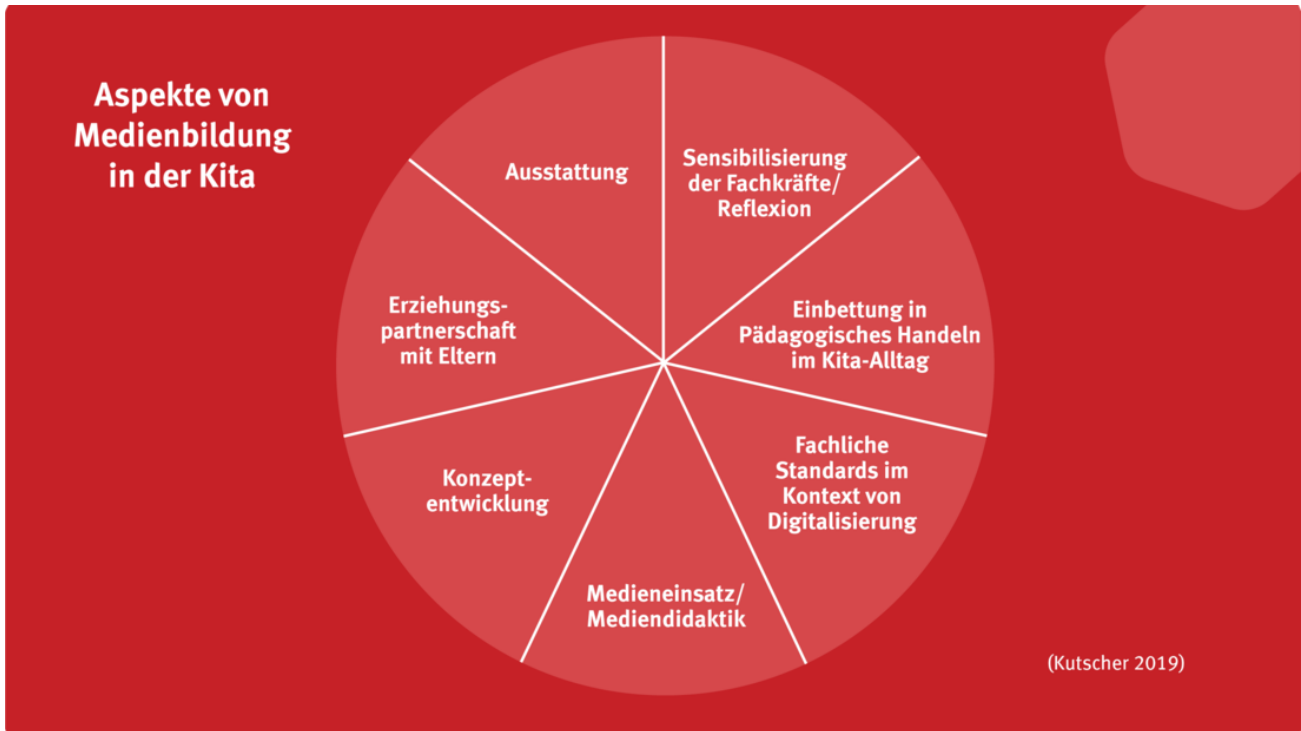 Aspekte von
Medienbildung
in der Kita
Ausstattung
Sensibilisierung
der Fachkräfte/
Reflexion
Einbettung in
Pädagogisches Handeln
im Kita-Alltag
Fachliche
Standards im
Kontext von
Digitalisierung
Medieneinsatz/
Mediendidaktik
Konzept-
entwicklung
Erziehungs-
partnerschaft
mit Eltern
(Kutscher 2019)